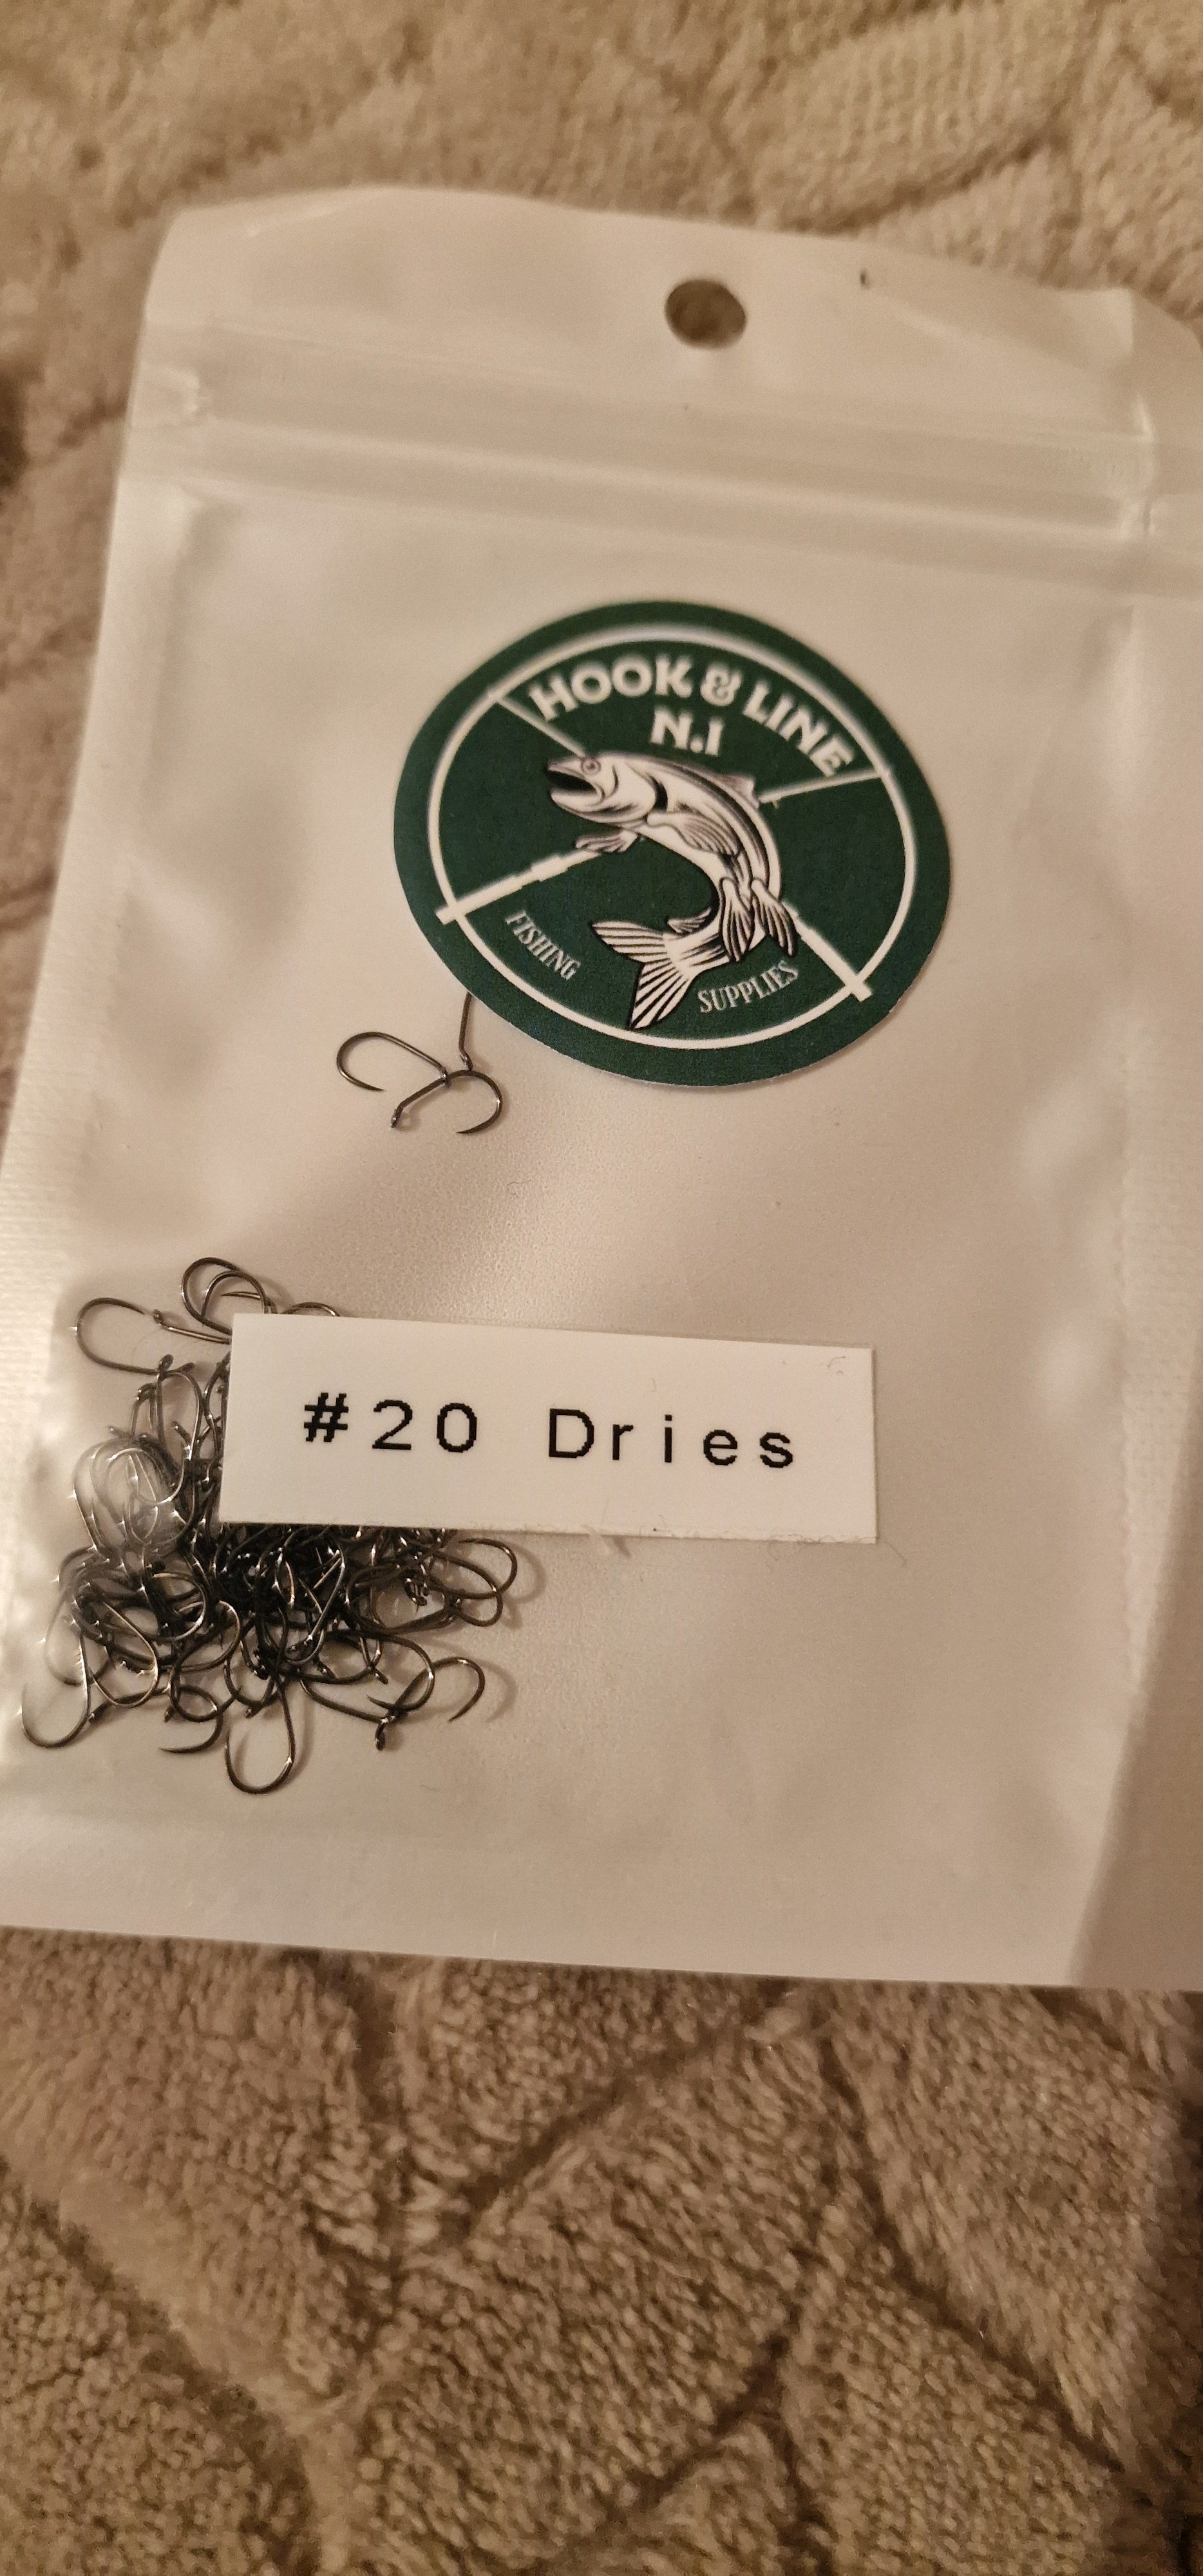 HOOK & LINE
N.I
FISHING
SUPPLIES
#20 Dries